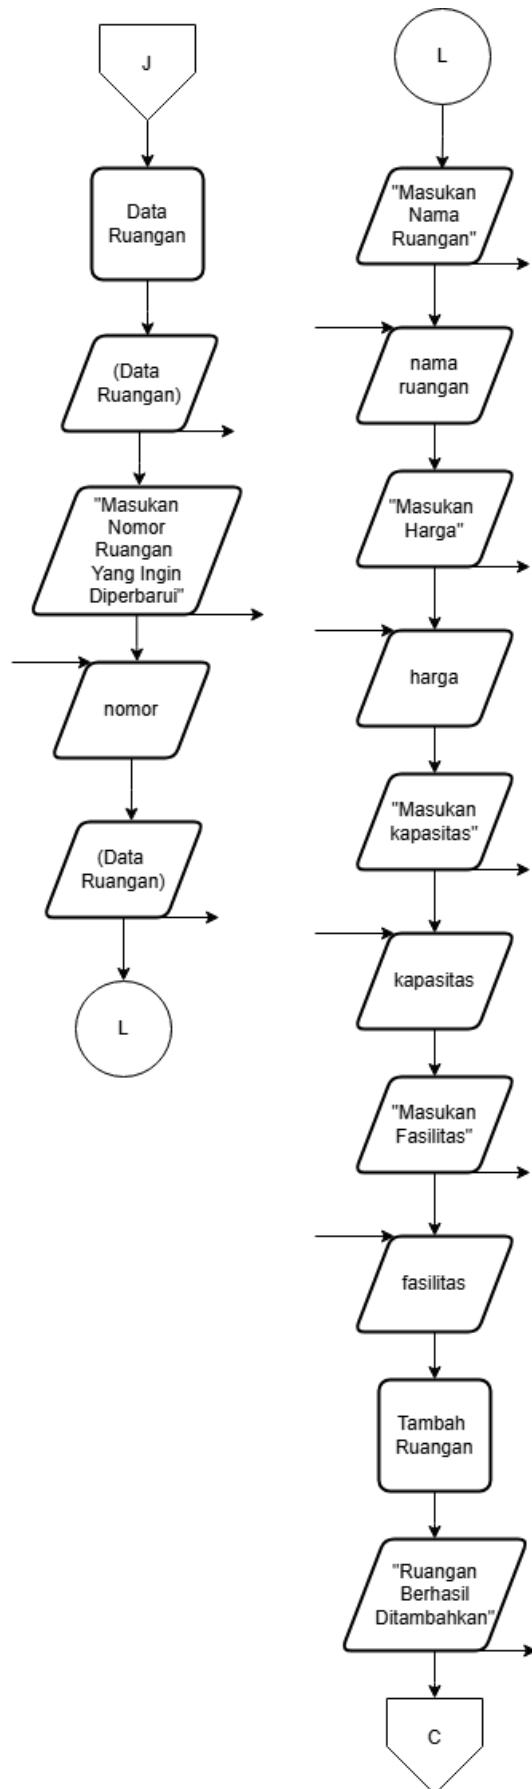 J
Data
Ruangan
(Data
Ruangan)
"Masukan
Nomor
Ruangan
Yang Ingin
Diperbarui"
nomor
(Data
Ruangan)
L
L
"Masukan
Nama
Ruangan"
nama
ruangan
"Masukan
Harga"
harga
"Masukan
kapasitas"
kapasitas
"Masukan
Fasilitas"
fasilitas
Tambah
Ruangan
"Ruangan
Berhasil
Ditambahkan"
C